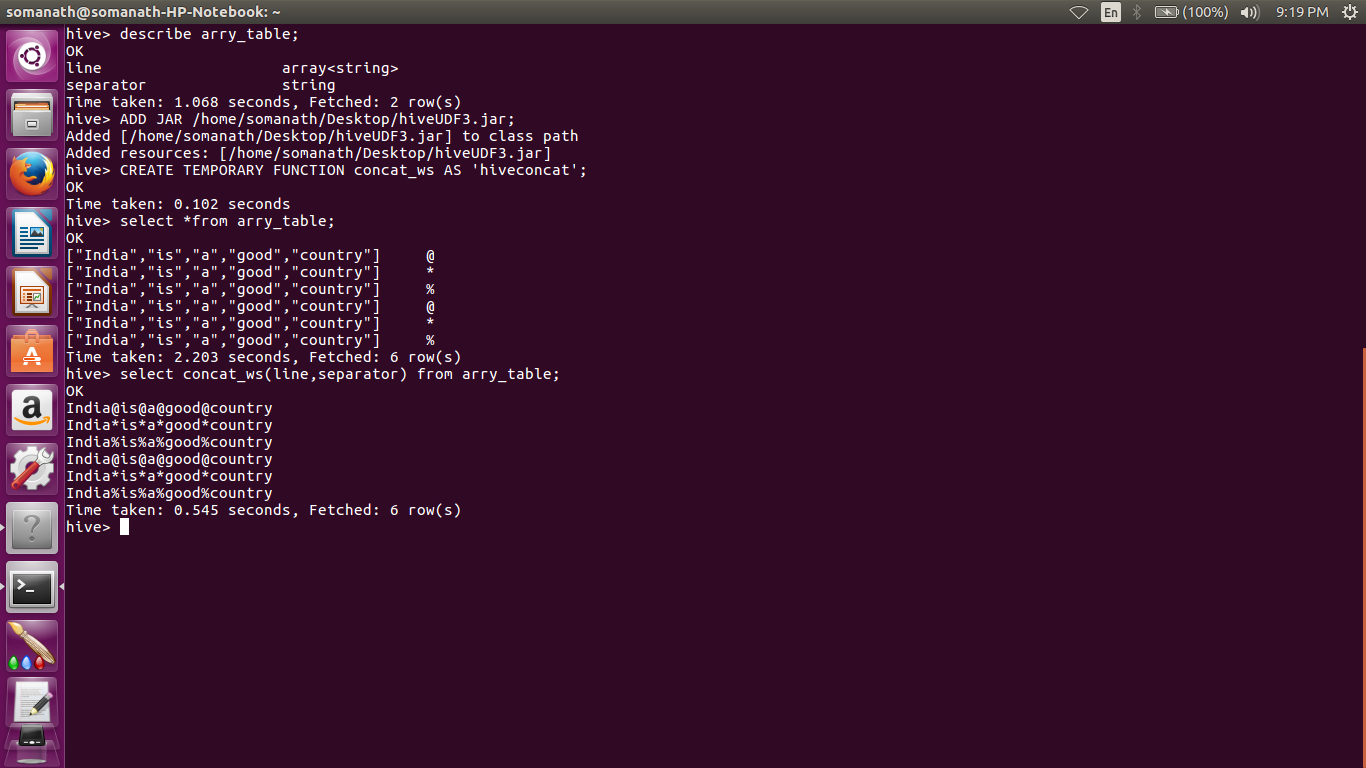 somanath@somanath-HP-Notebook: ~
En
(100%)
9:19 PM
hive> describe arry_table;
OK
line                    array<string>
separator               string
Time taken: 1.068 seconds, Fetched: 2 row(s)
hive> ADD JAR /home/somanath/Desktop/hiveUDF3.jar;
Added [/home/somanath/Desktop/hiveUDF3.jar] to class path
Added resources: [/home/somanath/Desktop/hiveUDF3.jar]
hive> CREATE TEMPORARY FUNCTION concat_ws AS 'hiveconcat';
OK
Time taken: 0.102 seconds
hive> select *from arry_table;
OK
["India","is","a","good","country"]     @
["India","is","a","good","country"]     *
["India","is","a","good","country"]     %
["India","is","a","good","country"]     @
["India","is","a","good","country"]     *
["India","is","a","good","country"]     %
Time taken: 2.203 seconds, Fetched: 6 row(s)
hive> select concat_ws(line,separator) from arry_table;
OK
India@is@a@good@country
India*is*a*good*country
India%is%a%good%country
India@is@a@good@country
India*is*a*good*country
India%is%a%good%country
Time taken: 0.545 seconds, Fetched: 6 row(s)
hive>